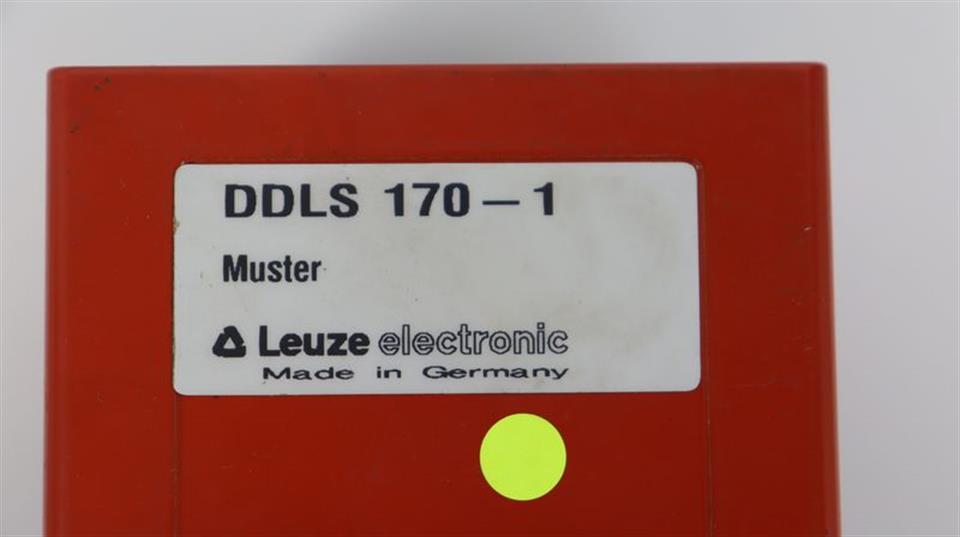 DDLS 170 – 1
Muster
Leuze electronic
Made in Germany